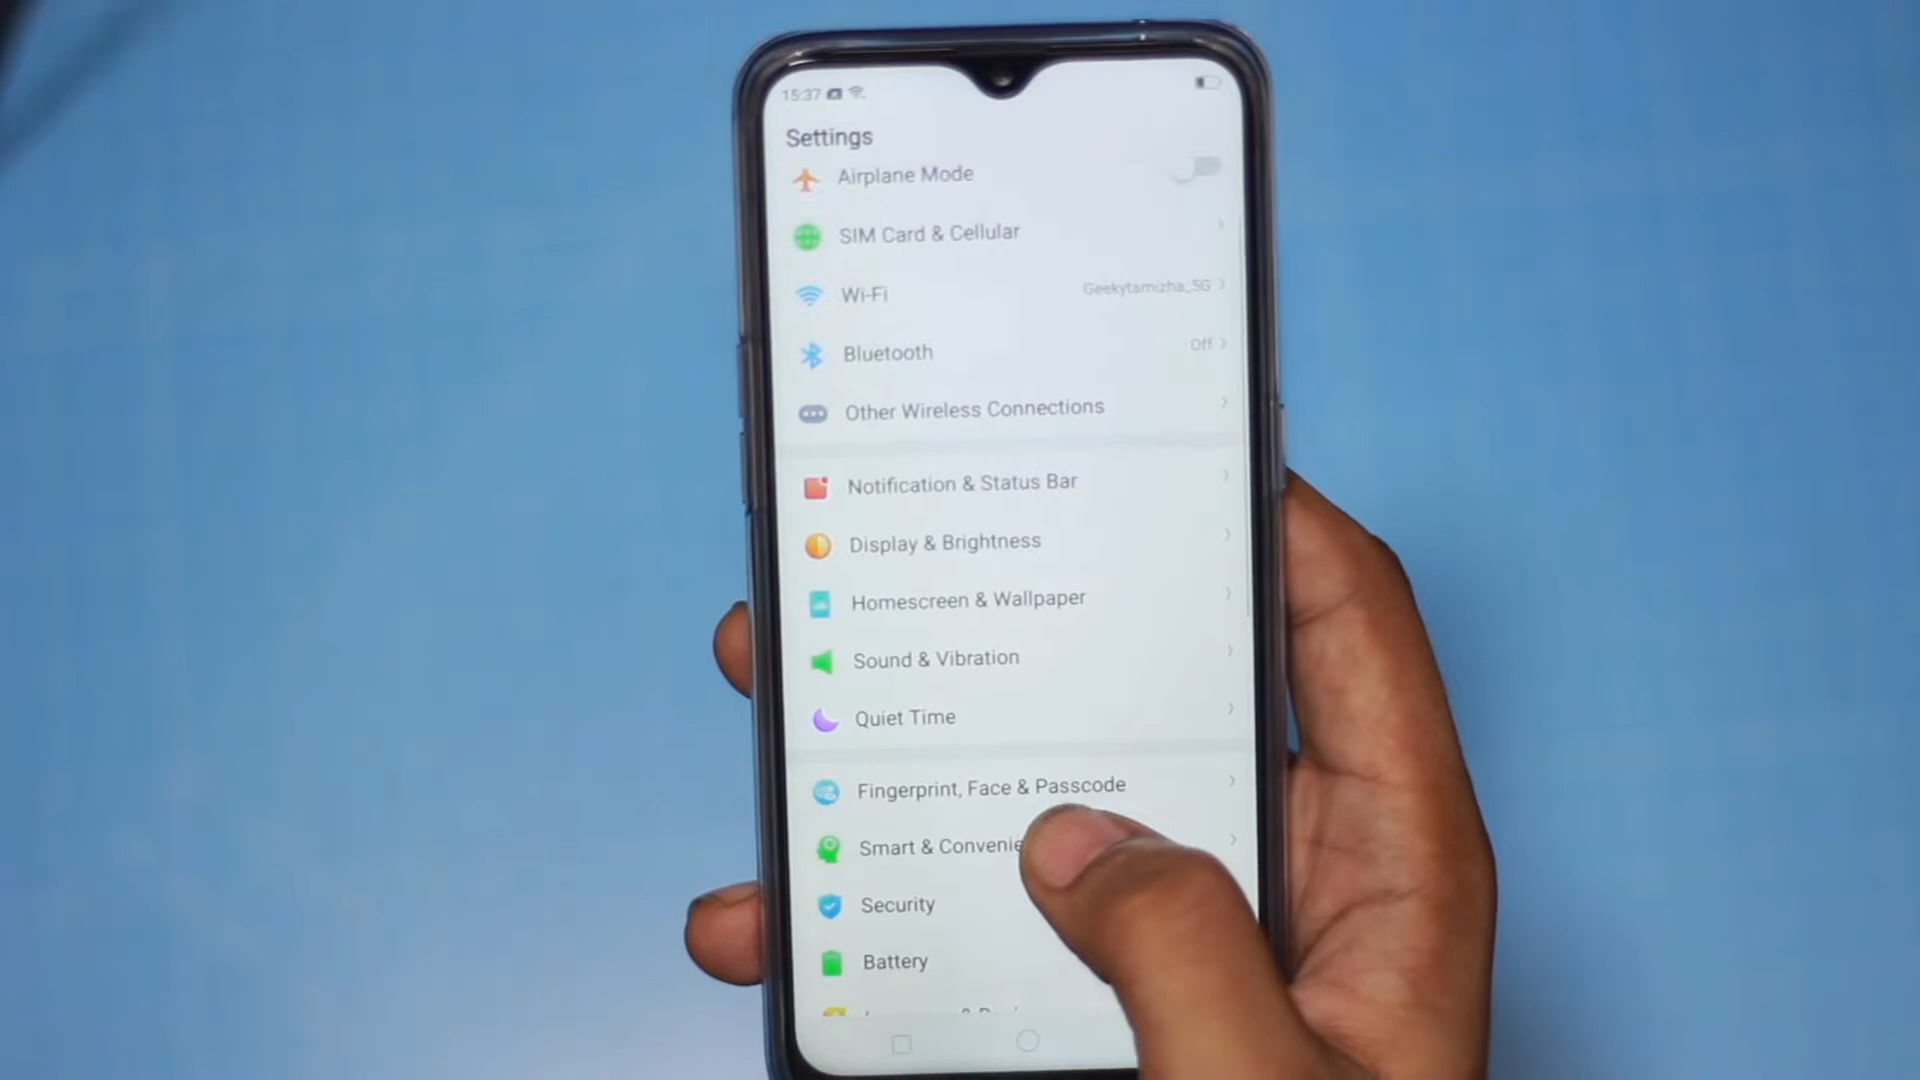 15:37
Settings
Airplane Mode
SIM Card & Cellular
Wi-Fi Geekytamizha_5G
Bluetooth Off
Other Wireless Connections
Notification & Status Bar
Display & Brightness
Homescreen & Wallpaper
Sound & Vibration
Quiet Time
Fingerprint, Face & Passcode
Smart & Convenie
Security
Battery